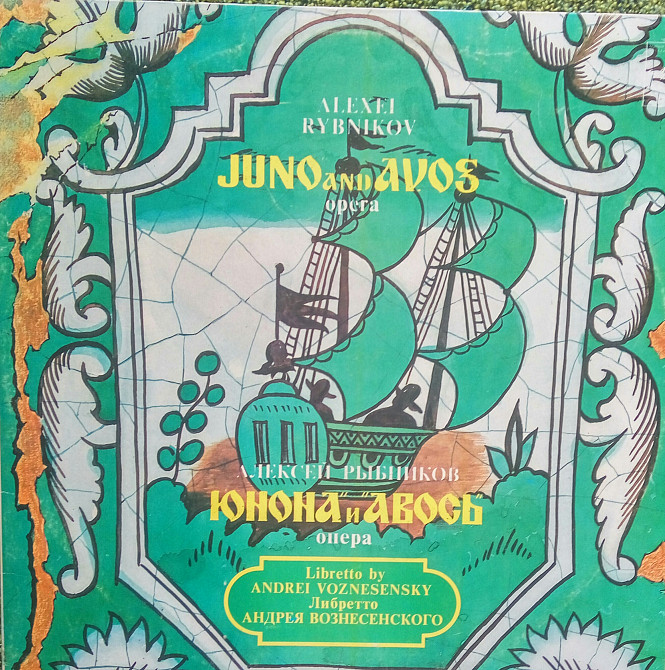 ALEXEI
RYBNIKOV
JUNO AND AVOS
opera
АЛЕКСЕЙ РЫБНИКОВ
"ЮНОНА" и "АВОСЬ"
опера
Libretto by
ANDREI VOZNESENSKY
Либретто
АНДРЕЯ ВОЗНЕСЕНСКОГО